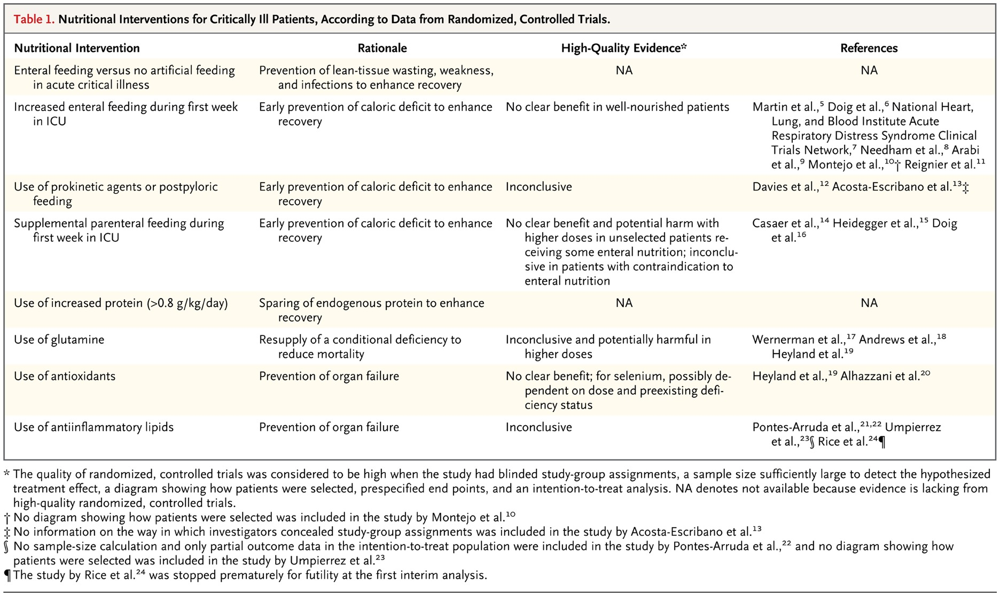 Table 1. Nutritional Interventions for Critically Ill Patients, According to Data from Randomized, Controlled Trials.
Nutritional Intervention Rationale High-Quality Evidence* References
Enteral feeding versus no artificial feeding
in acute critical illness
Prevention of lean-tissue wasting, weakness,
and infections to enhance recovery
NA
NA
Increased enteral feeding during first week
in ICU
Early prevention of caloric deficit to enhance
recovery
No clear benefit in well-nourished patients
Martin et al.,⁵ Doig et al.,⁶ National Heart,
Lung, and Blood Institute Acute
Respiratory Distress Syndrome Clinical
Trials Network,⁷ Needham et al.,⁸ Arabi
et al.,⁹ Montejo et al.,¹⁰† Reignier et al.¹¹
Use of prokinetic agents or postpyloric
feeding
Early prevention of caloric deficit to enhance
recovery
Inconclusive
Davies et al.,¹² Acosta-Escribano et al.¹³‡
Supplemental parenteral feeding during
first week in ICU
Early prevention of caloric deficit to enhance
recovery
No clear benefit and potential harm with
higher doses in unselected patients re-
ceiving some enteral nutrition; inconclu-
sive in patients with contraindication to
enteral nutrition
Casaer et al.,¹⁴ Heidegger et al.,¹⁵ Doig
et al.¹⁶
Use of increased protein (>0.8 g/kg/day)
Sparing of endogenous protein to enhance
recovery
NA
NA
Use of glutamine
Resupply of a conditional deficiency to
reduce mortality
Inconclusive and potentially harmful in
higher doses
Wernerman et al.,¹⁷ Andrews et al.,¹⁸
Heyland et al.¹⁹
Use of antioxidants
Prevention of organ failure
No clear benefit; for selenium, possibly de-
pendent on dose and preexisting defi-
ciency status
Heyland et al.,¹⁹ Alhazzani et al.²⁰
Use of antiinflammatory lipids
Prevention of organ failure
Inconclusive
Pontes-Arruda et al.,²¹,²² Umpierrez
et al.,²³§ Rice et al.²⁴¶
* The quality of randomized, controlled trials was considered to be high when the study had blinded study-group assignments, a sample size sufficiently large to detect the hypothesized
treatment effect, a diagram showing how patients were selected, prespecified end points, and an intention-to-treat analysis. NA denotes not available because evidence is lacking from
high-quality randomized, controlled trials.
† No diagram showing how patients were selected was included in the study by Montejo et al.¹⁰
‡ No information on the way in which investigators concealed study-group assignments was included in the study by Acosta-Escribano et al.¹³
§ No sample-size calculation and only partial outcome data in the intention-to-treat population were included in the study by Pontes-Arruda et al.,²² and no diagram showing how
patients were selected was included in the study by Umpierrez et al.²³
¶ The study by Rice et al.²⁴ was stopped prematurely for futility at the first interim analysis.